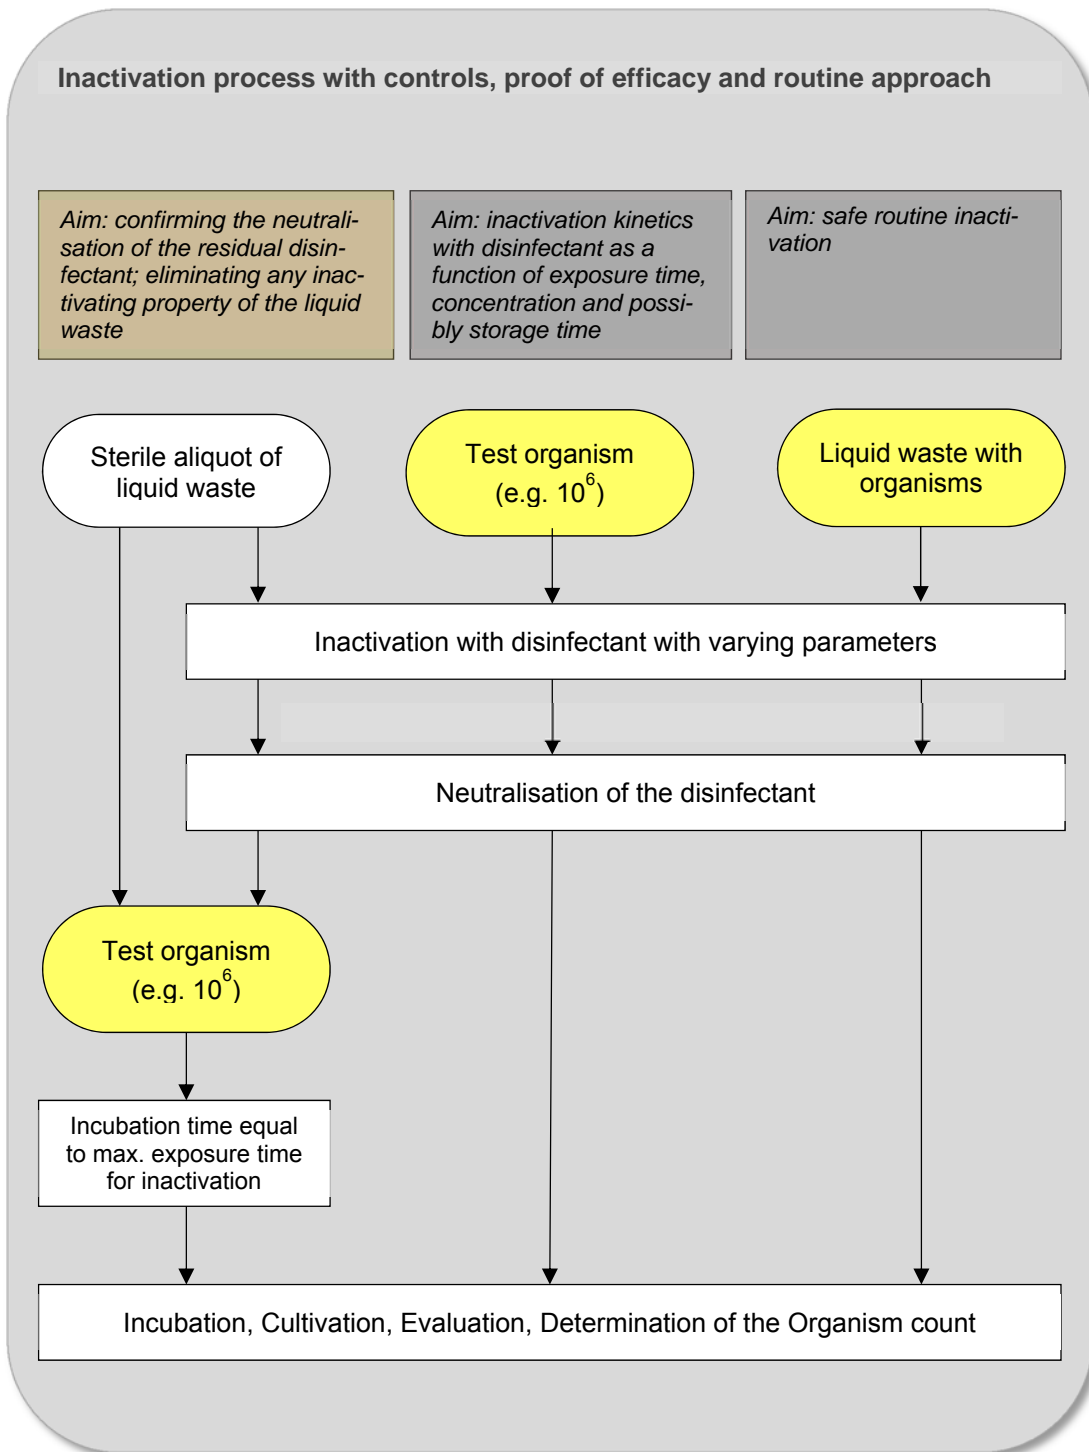 Inactivation process with controls, proof of efficacy and routine approach
Aim: confirming the neutrali-
sation of the residual disin-
fectant; eliminating any inac-
tivating property of the liquid
waste
Aim: inactivation kinetics
with disinfectant as a
function of exposure time,
concentration and possi-
bly storage time
Aim: safe routine inacti-
vation
Sterile aliquot of
liquid waste
Test organism
(e.g. 10⁶)
Liquid waste with
organisms
Inactivation with disinfectant with varying parameters
Neutralisation of the disinfectant
Test organism
(e.g. 10⁶)
Incubation time equal
to max. exposure time
for inactivation
Incubation, Cultivation, Evaluation, Determination of the Organism count